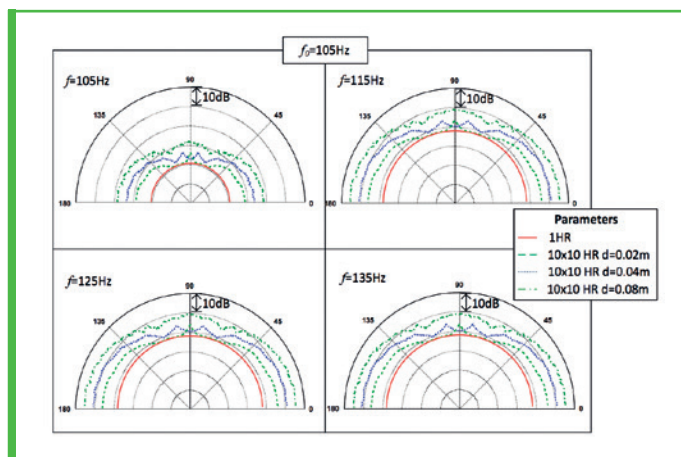 f₀=105Hz
f=105Hz
90
10dB
135
45
180
0
f=115Hz
90
10dB
135
45
180
0
Parameters
1HR
10x10 HR d=0.02m
10x10 HR d=0.04m
10x10 HR d=0.08m
f=125Hz
90
10dB
135
45
180
0
f=135Hz
90
10dB
135
45
180
0